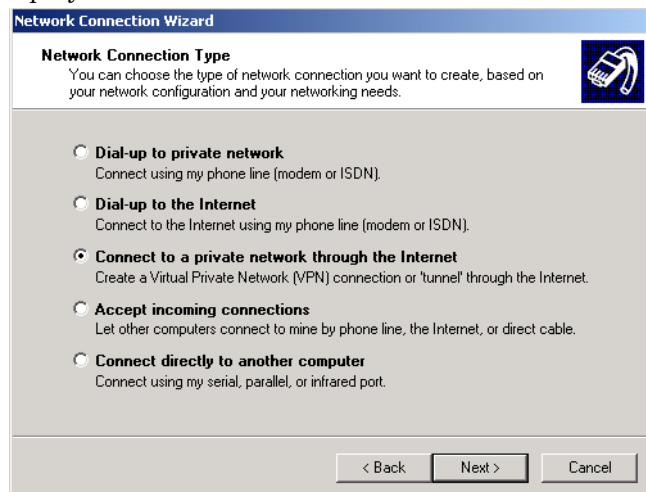 Network Connection Wizard
Network Connection Type
You can choose the type of network connection you want to create, based on
your network configuration and your networking needs.
Dial-up to private network
Connect using my phone line (modem or ISDN).
Dial-up to the Internet
Connect to the Internet using my phone line (modem or ISDN).
Connect to a private network through the Internet
Create a Virtual Private Network (VPN) connection or 'tunnel' through the Internet.
Accept incoming connections
Let other computers connect to mine by phone line, the Internet, or direct cable.
Connect directly to another computer
Connect using my serial, parallel, or infrared port.
< Back Next > Cancel